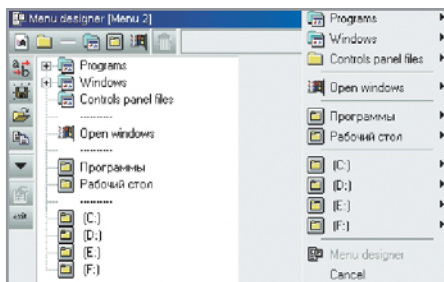 Menu designer [Menu 2]
Programs
Windows
Controls panel files
..........
Open windows
..........
Программы
Рабочий стол
..........
(C:)
(D:)
(E:)
(F:)
exit
Programs
Windows
Controls panel files
Open windows
Программы
Рабочий стол
(C:)
(D:)
(E:)
(F:)
Menu designer
Cancel